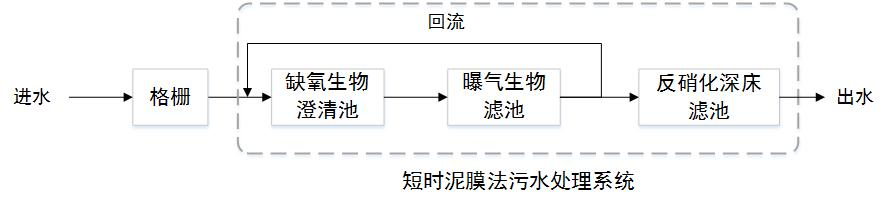 回流
进水
格栅
缺氧生物
澄清池
曝气生物
滤池
反硝化深床
滤池
出水
短时泥膜法污水处理系统